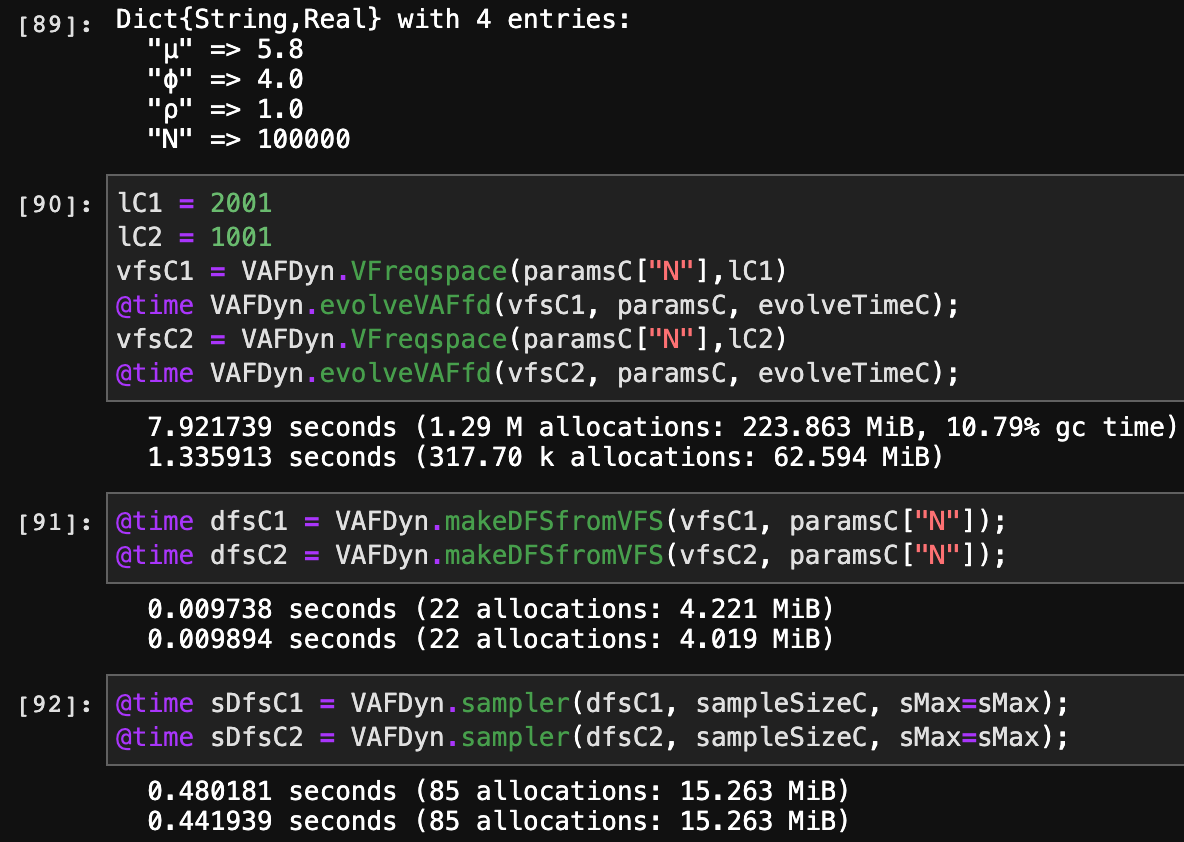 [89]: Dict{String,Real} with 4 entries:
"μ" => 5.8
"ϕ" => 4.0
"ρ" => 1.0
"N" => 100000
[90]: lC1 = 2001
lC2 = 1001
vfsC1 = VAFDyn.VFreqspace(paramsC["N"],lC1)
@time VAFDyn.evolveVAFfd(vfsC1, paramsC, evolveTimeC);
vfsC2 = VAFDyn.VFreqspace(paramsC["N"],lC2)
@time VAFDyn.evolveVAFfd(vfsC2, paramsC, evolveTimeC);
7.921739 seconds (1.29 M allocations: 223.863 MiB, 10.79% gc time)
1.335913 seconds (317.70 k allocations: 62.594 MiB)
[91]: @time dfsC1 = VAFDyn.makeDFSfromVFS(vfsC1, paramsC["N"]);
@time dfsC2 = VAFDyn.makeDFSfromVFS(vfsC2, paramsC["N"]);
0.009738 seconds (22 allocations: 4.221 MiB)
0.009894 seconds (22 allocations: 4.019 MiB)
[92]: @time sDfsC1 = VAFDyn.sampler(dfsC1, sampleSizeC, sMax=sMax);
@time sDfsC2 = VAFDyn.sampler(dfsC2, sampleSizeC, sMax=sMax);
0.480181 seconds (85 allocations: 15.263 MiB)
0.441939 seconds (85 allocations: 15.263 MiB)